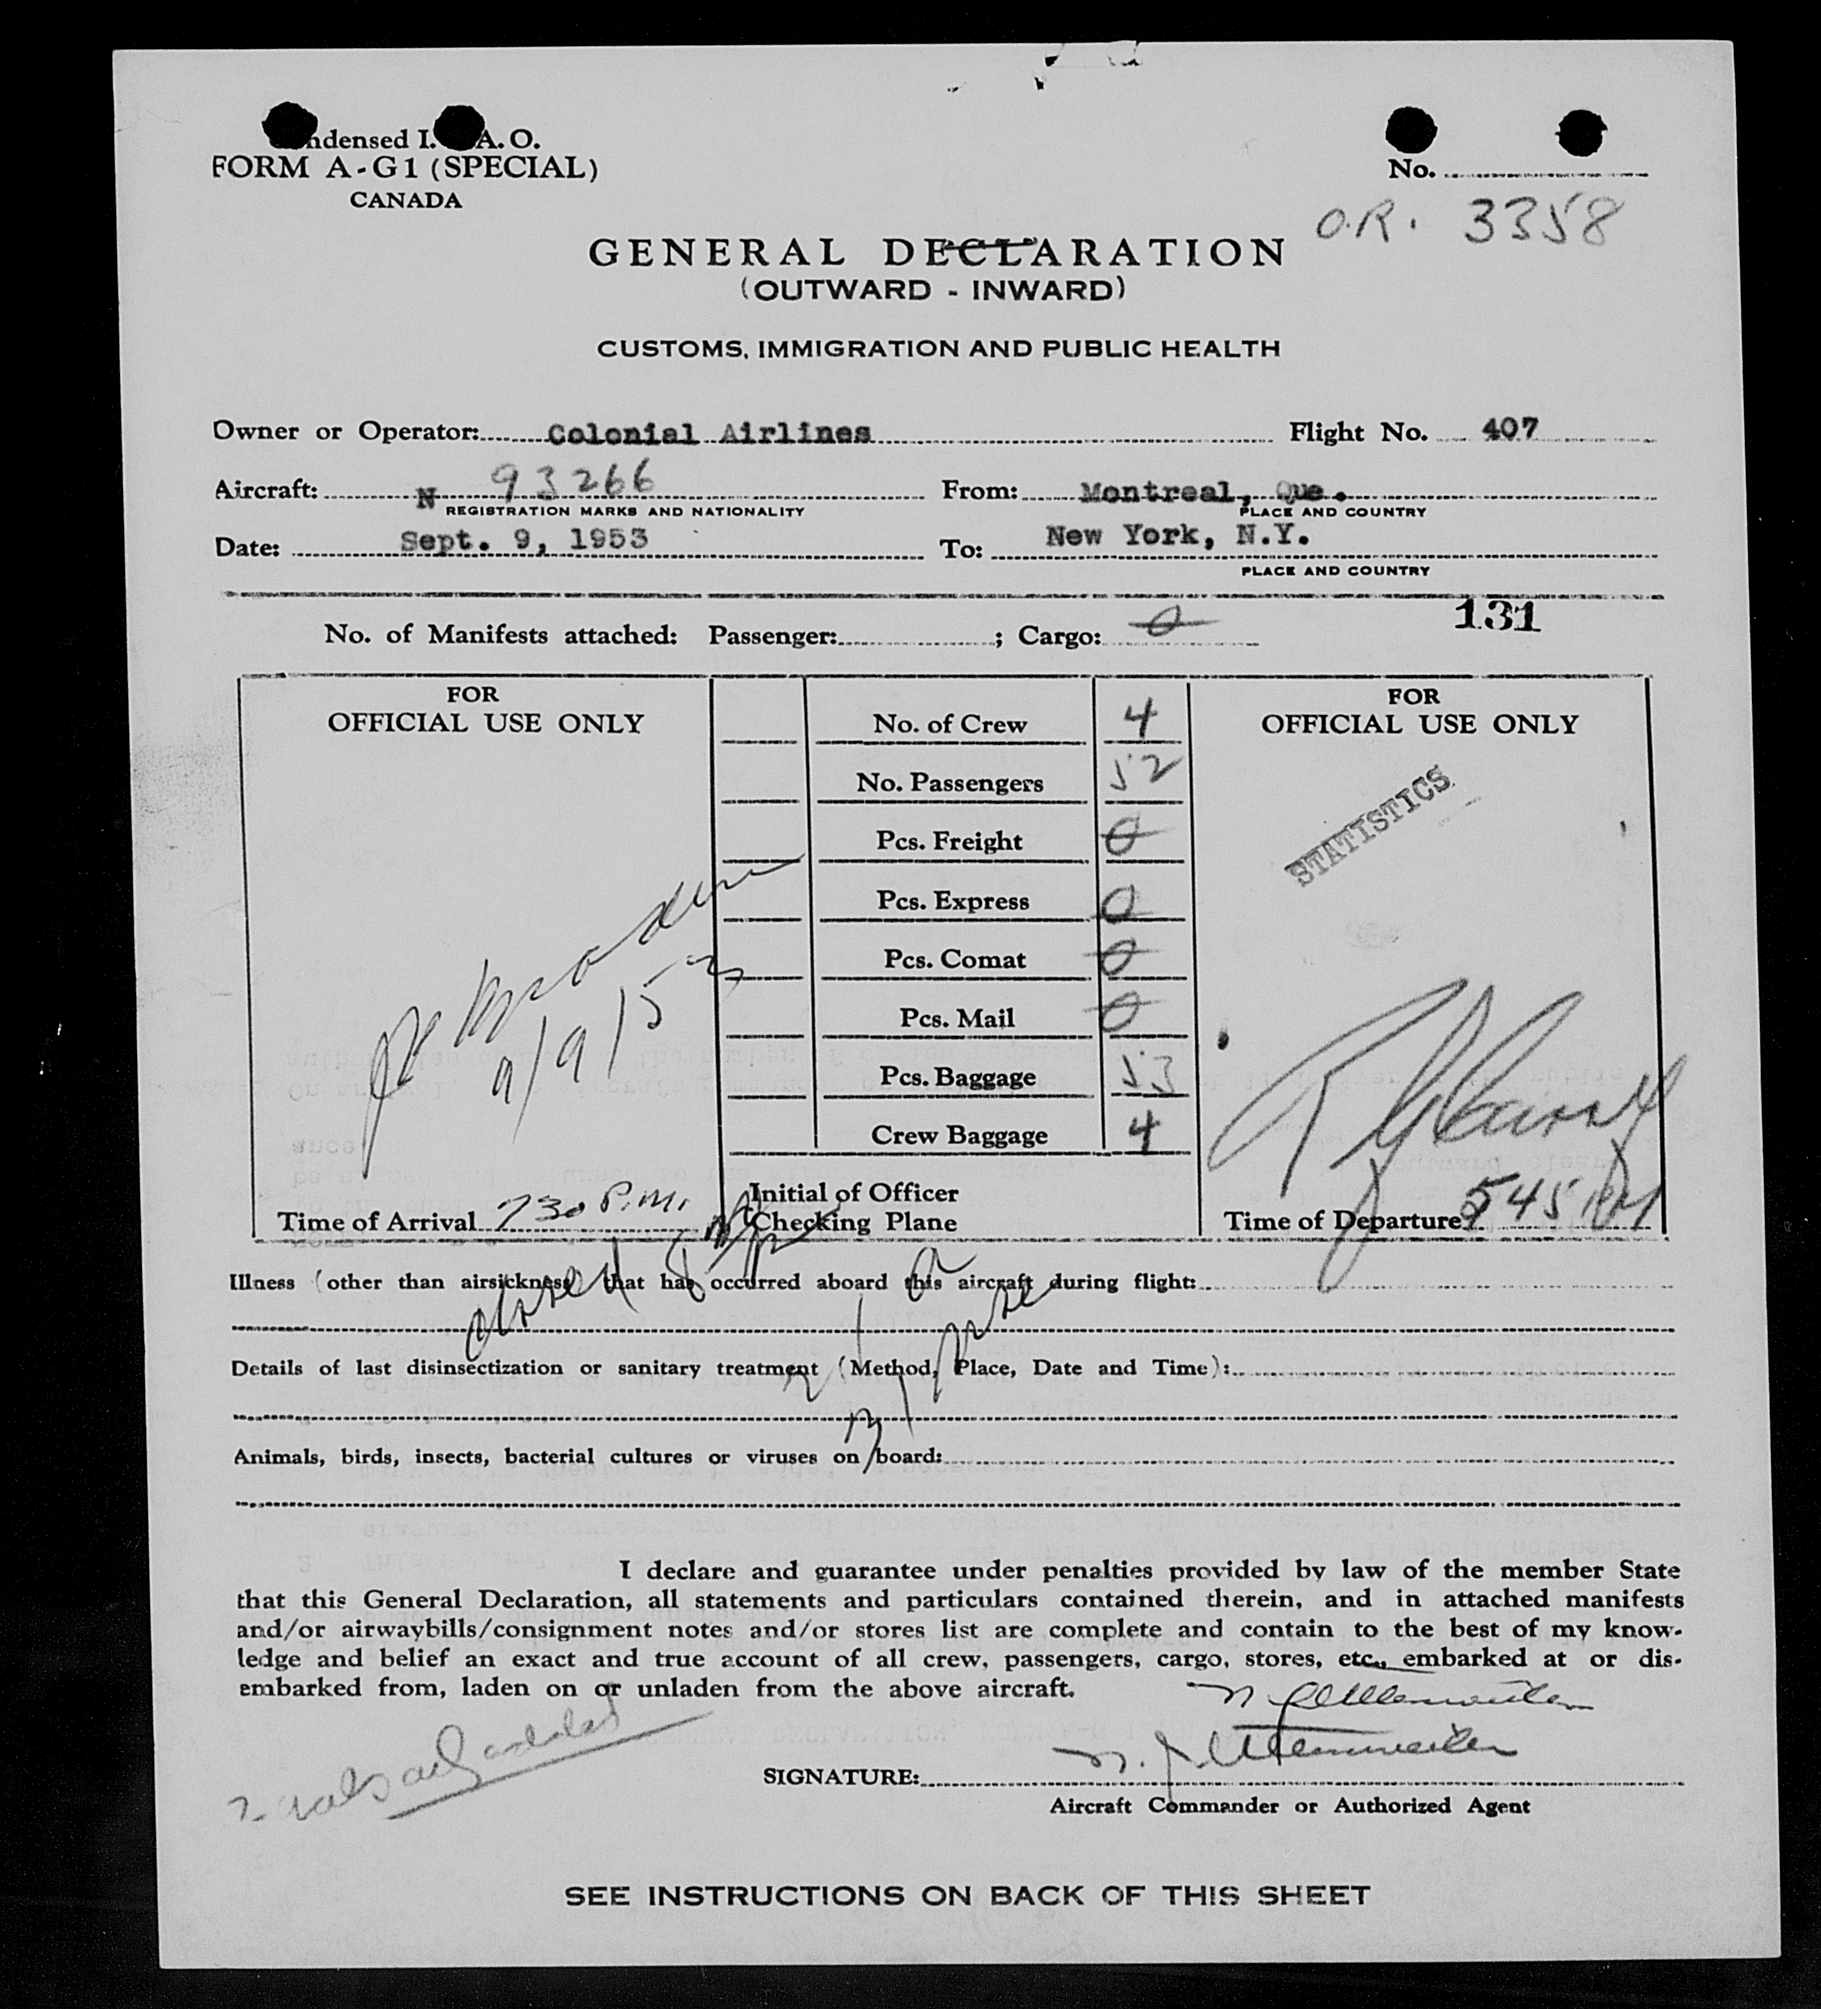 ndensed I. A. O.
FORM A-G1 (SPECIAL)
CANADA
No.
O.R. 3358
GENERAL DECLARATION
(OUTWARD - INWARD)
CUSTOMS, IMMIGRATION AND PUBLIC HEALTH
Owner or Operator: Colonial Airlines Flight No. 407
Aircraft: N 93266 From: Montreal, Que.
REGISTRATION MARKS AND NATIONALITY PLACE AND COUNTRY
Date: Sept. 9, 1953 To: New York, N.Y.
PLACE AND COUNTRY
131
No. of Manifests attached: Passenger: ; Cargo: 0
FOR
OFFICIAL USE ONLY
9/9/53
Time of Arrival 730 P.M.
No. of Crew 4
No. Passengers 52
Pcs. Freight 0
Pcs. Express 0
Pcs. Comat 0
Pcs. Mail 0
Pcs. Baggage 53
Crew Baggage 4
Initial of Officer
Checking Plane
FOR
OFFICIAL USE ONLY
STATISTICS
Time of Departure 545 PM
Illness (other than airsickness) that has occurred aboard this aircraft during flight:
Details of last disinsectization or sanitary treatment (Method, Place, Date and Time):
Animals, birds, insects, bacterial cultures or viruses on board:
I declare and guarantee under penalties provided by law of the member State
that this General Declaration, all statements and particulars contained therein, and in attached manifests
and/or airwaybills/consignment notes and/or stores list are complete and contain to the best of my know-
ledge and belief an exact and true account of all crew, passengers, cargo, stores, etc., embarked at or dis-
embarked from, laden on or unladen from the above aircraft.
SIGNATURE:
Aircraft Commander or Authorized Agent
SEE INSTRUCTIONS ON BACK OF THIS SHEET